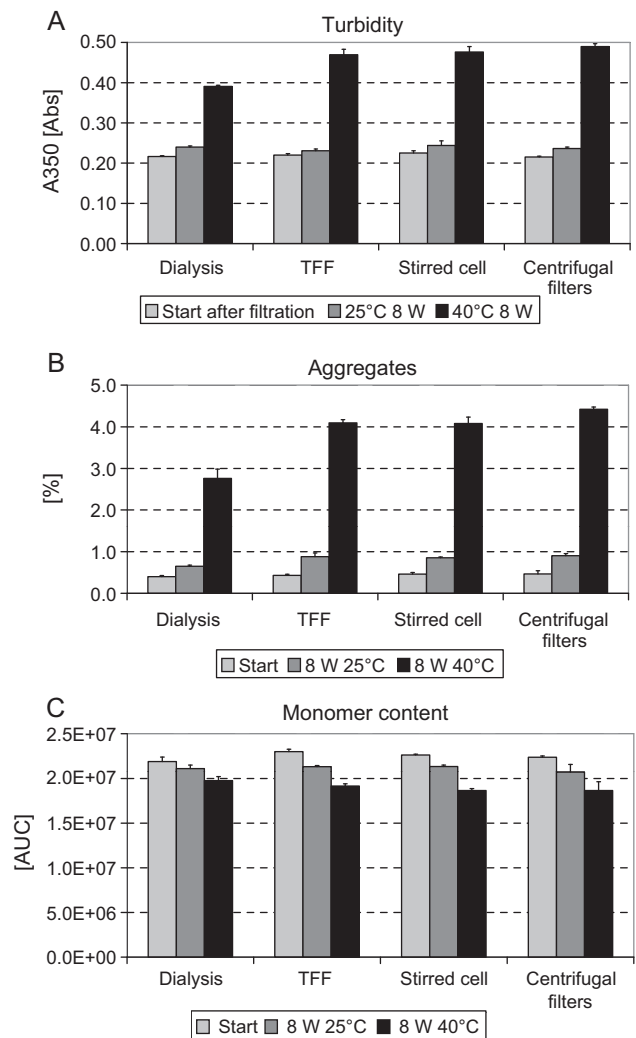 A
Turbidity
A350 [Abs]
0.50
0.40
0.30
0.20
0.10
0.00
Dialysis
TFF
Stirred cell
Centrifugal
filters
Start after filtration
25°C 8 W
40°C 8 W
B
Aggregates
[%]
5.0
4.0
3.0
2.0
1.0
0.0
Dialysis
TFF
Stirred cell
Centrifugal
filters
Start
8 W 25°C
8 W 40°C
C
Monomer content
[AUC]
2.5E+07
2.0E+07
1.5E+07
1.0E+07
5.0E+06
0.0E+00
Dialysis
TFF
Stirred cell
Centrifugal
filters
Start
8 W 25°C
8 W 40°C